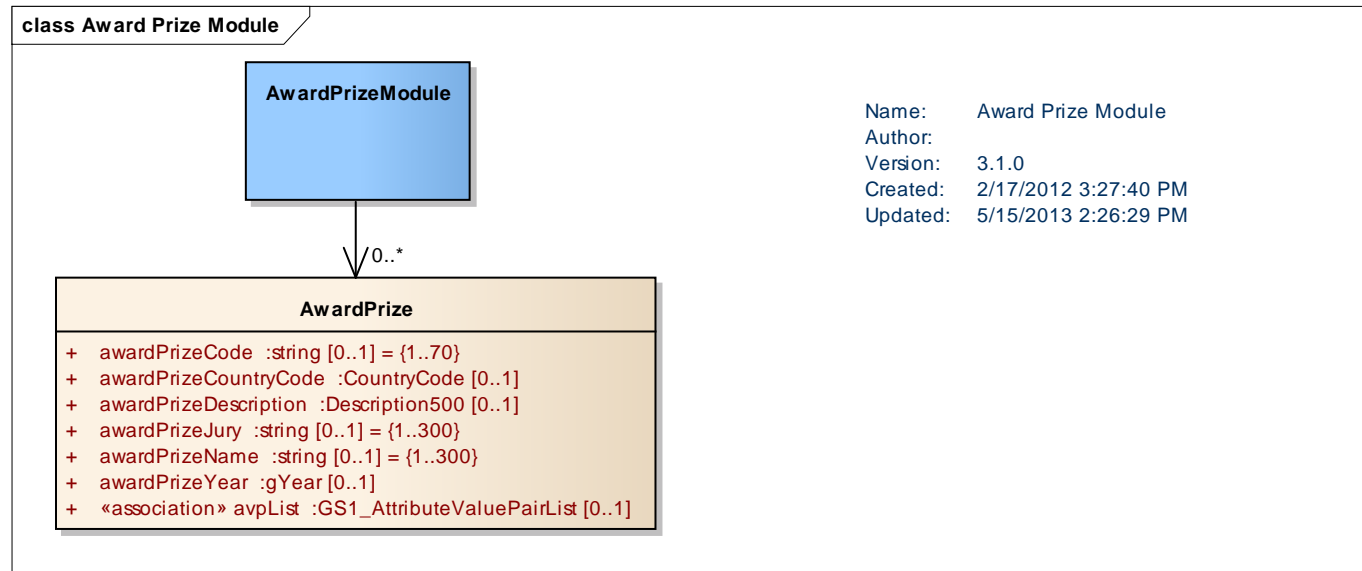 class Award Prize Module
AwardPrizeModule
Name: Award Prize Module
Author:
Version: 3.1.0
Created: 2/17/2012 3:27:40 PM
Updated: 5/15/2013 2:26:29 PM
0..*
AwardPrize
+ awardPrizeCode :string [0..1] = {1..70}
+ awardPrizeCountryCode :CountryCode [0..1]
+ awardPrizeDescription :Description500 [0..1]
+ awardPrizeJury :string [0..1] = {1..300}
+ awardPrizeName :string [0..1] = {1..300}
+ awardPrizeYear :gYear [0..1]
+ «association» avpList :GS1_AttributeValuePairList [0..1]